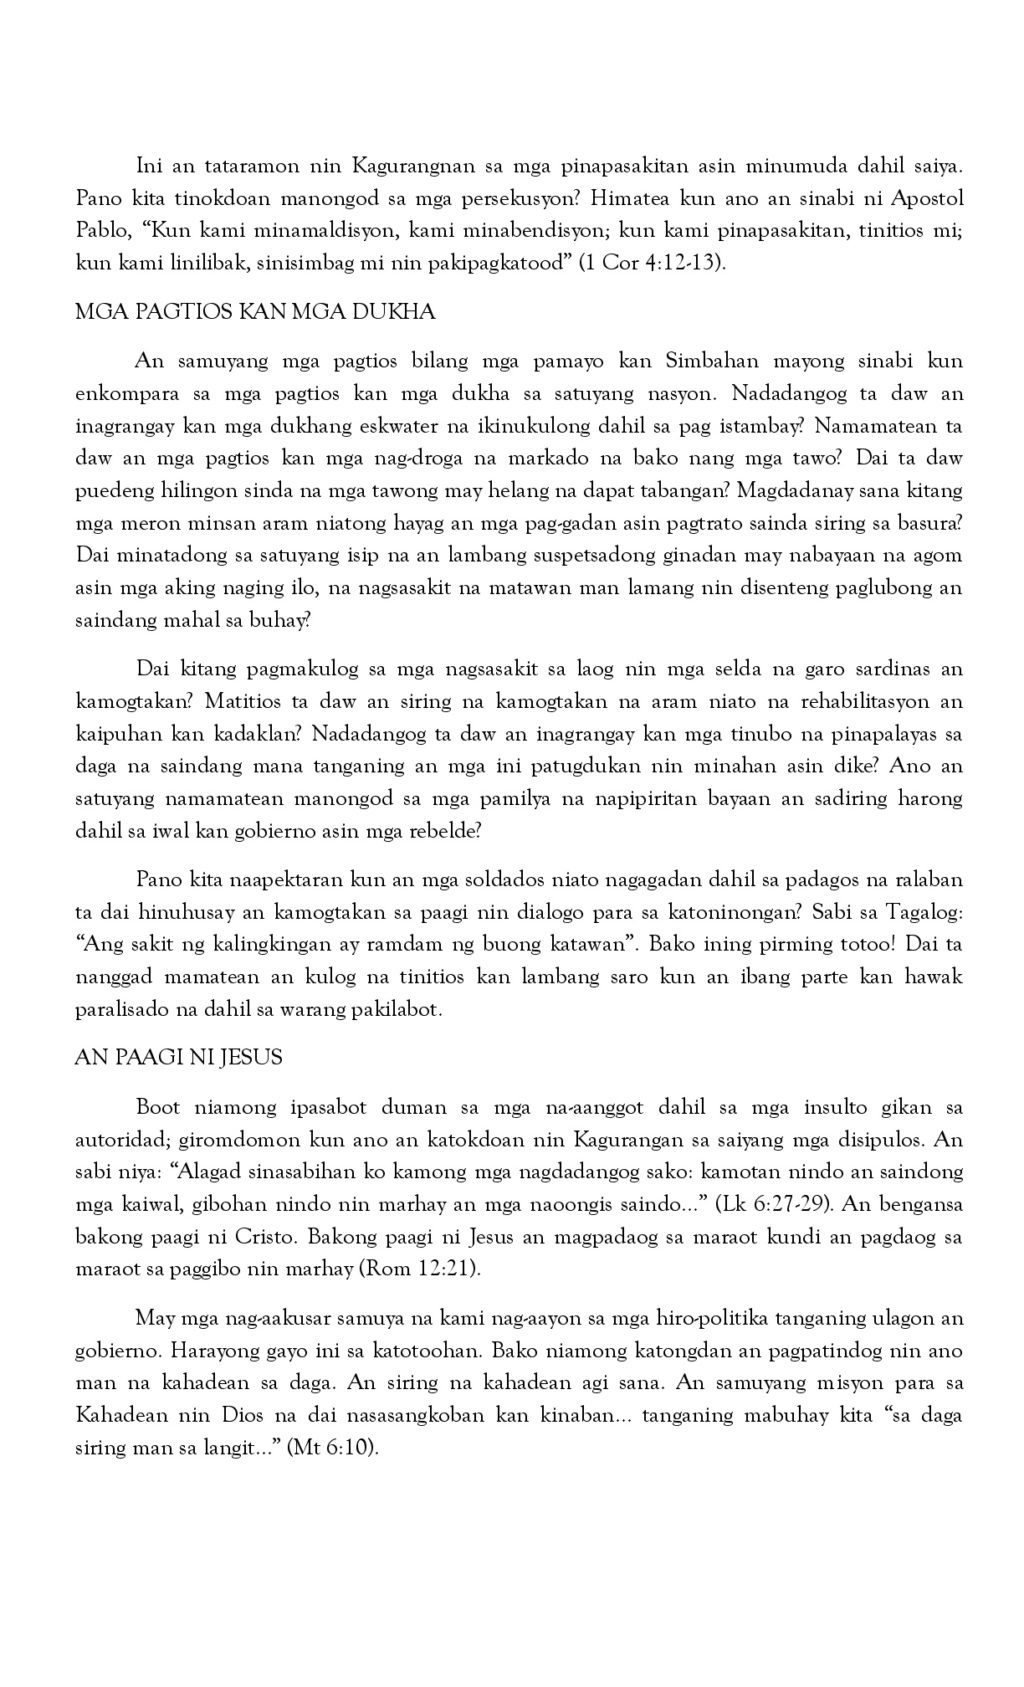 Ini an tataramon nin Kagurangnan sa mga pinapasakitan asin minumuda dahil saiya.
Pano kita tinokdoan manongod sa mga persekusyon? Himatea kun ano an sinabi ni Apostol
Pablo, “Kun kami minamaldisyon, kami minabendisyon; kun kami pinapasakitan, tinitios mi;
kun kami linilibak, sinisimbag mi nin pakipagkatood” (1 Cor 4:12-13).
MGA PAGTIOS KAN MGA DUKHA
An samuyang mga pagtios bilang mga pamayo kan Simbahan mayong sinabi kun
enkompara sa mga pagtios kan mga dukha sa satuyang nasyon. Nadadangog ta daw an
inagrangay kan mga dukhang eskwater na ikinukulong dahil sa pag istambay? Namamatean ta
daw an mga pagtios kan mga nag-droga na markado na bako nang mga tawo? Dai ta daw
puedeng hilingon sinda na mga tawong may helang na dapat tabangan? Magdadanay sana kitang
mga meron minsan aram niatong hayag an mga pag-gadan asin pagtrato sainda siring sa basura?
Dai minatadong sa satuyang isip na an lambang suspetsadong ginadan may nabayaan na agom
asin mga aking naging ilo, na nagsasakit na matawan man lamang nin disenteng paglubong an
saindang mahal sa buhay?
Dai kitang pagmakulog sa mga nagsasakit sa laog nin mga selda na garo sardinas an
kamogtakan? Matitios ta daw an siring na kamogtakan na aram niato na rehabilitasyon an
kaipuhan kan kadaklan? Nadadangog ta daw an inagrangay kan mga tinubo na pinapalayas sa
daga na saindang mana tanganing an mga ini patugdukan nin minahan asin dike? Ano an
satuyang namamatean manongod sa mga pamilya na napipiritan bayaan an sadiring harong
dahil sa iwal kan gobierno asin mga rebelde?
Pano kita naapektaran kun an mga soldados niato nagagadan dahil sa padagos na ralaban
ta dai hinuhusay an kamogtakan sa paagi nin dialogo para sa katoninongan? Sabi sa Tagalog:
“Ang sakit ng kalingkingan ay ramdam ng buong katawan”. Bako ining pirming totoo! Dai ta
nanggad mamatean an kulog na tinitios kan lambang saro kun an ibang parte kan hawak
paralisado na dahil sa warang pakilabot.
AN PAAGI NI JESUS
Boot niamong ipasabot duman sa mga na-aanggot dahil sa mga insulto gikan sa
autoridad; giromdomon kun ano an katokdoan nin Kagurangan sa saiyang mga disipulos. An
sabi niya: “Alagad sinasabihan ko kamong mga nagdadangog sako: kamotan nindo an saindong
mga kaiwal, gibohan nindo nin marhay an mga naoongis saindo...” (Lk 6:27-29). An bengansa
bakong paagi ni Cristo. Bakong paagi ni Jesus an magpadaog sa maraot kundi an pagdaog sa
maraot sa paggibo nin marhay (Rom 12:21).
May mga nag-aakusar samuya na kami nag-aayon sa mga hiro-politika tanganing ulagon an
gobierno. Harayong gayo ini sa katotoohan. Bako niamong katongdan an pagpatindog nin ano
man na kahadean sa daga. An siring na kahadean agi sana. An samuyang misyon para sa
Kahadean nin Dios na dai nasasangkoban kan kinaban... tanganing mabuhay kita “sa daga
siring man sa langit...” (Mt 6:10).